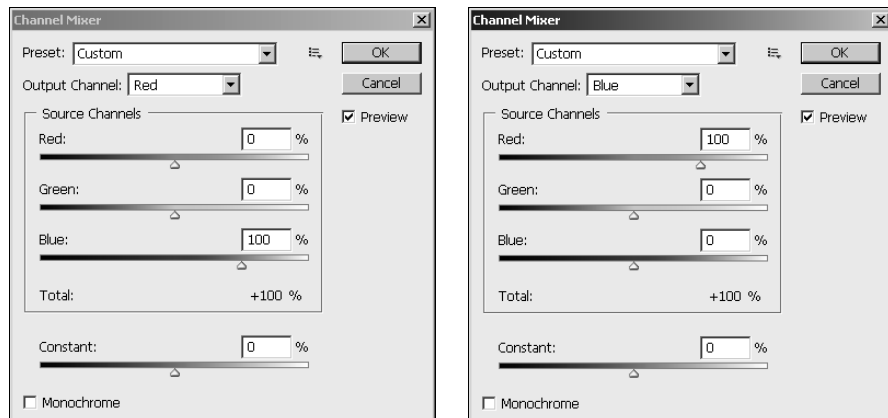 Channel Mixer
Preset: Custom
OK
Output Channel: Red
Cancel
Source Channels
Preview
Red: 0 %
Green: 0 %
Blue: 100 %
Total: +100 %
Constant: 0 %
Monochrome
Channel Mixer
Preset: Custom
OK
Output Channel: Blue
Cancel
Source Channels
Preview
Red: 100 %
Green: 0 %
Blue: 0 %
Total: +100 %
Constant: 0 %
Monochrome